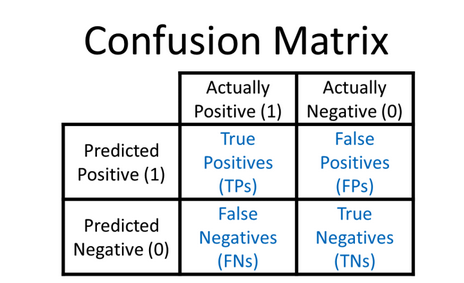 Confusion Matrix
Actually
Positive (1)
Actually
Negative (0)
Predicted
Positive (1)
True
Positives
(TPs)
False
Positives
(FPs)
Predicted
Negative (0)
False
Negatives
(FNs)
True
Negatives
(TNs)